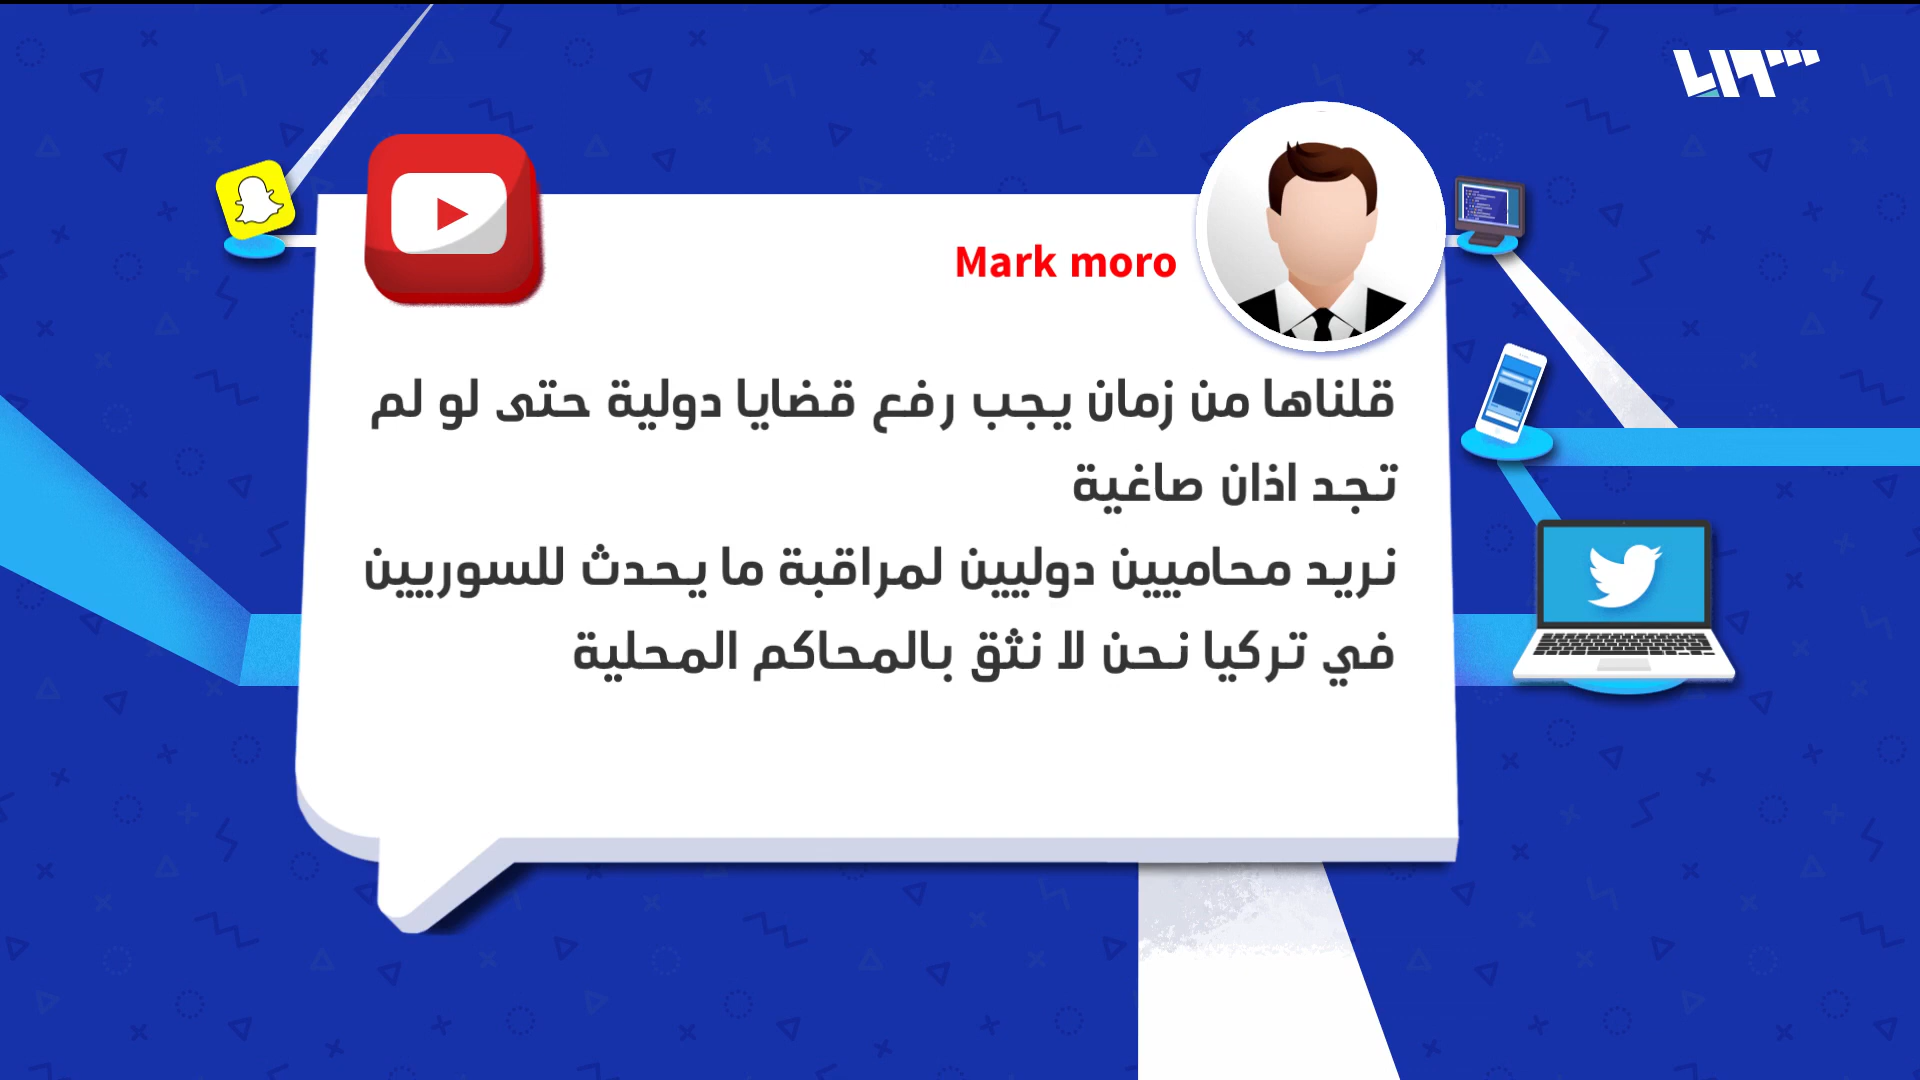 Mark moro
قلناها من زمان يجب رفع قضايا دولية حتى لو لم
تجد اذان صاغية
نريد محاميين دوليين لمراقبة ما يحدث للسوريين
في تركيا نحن لا نثق بالمحاكم المحلية